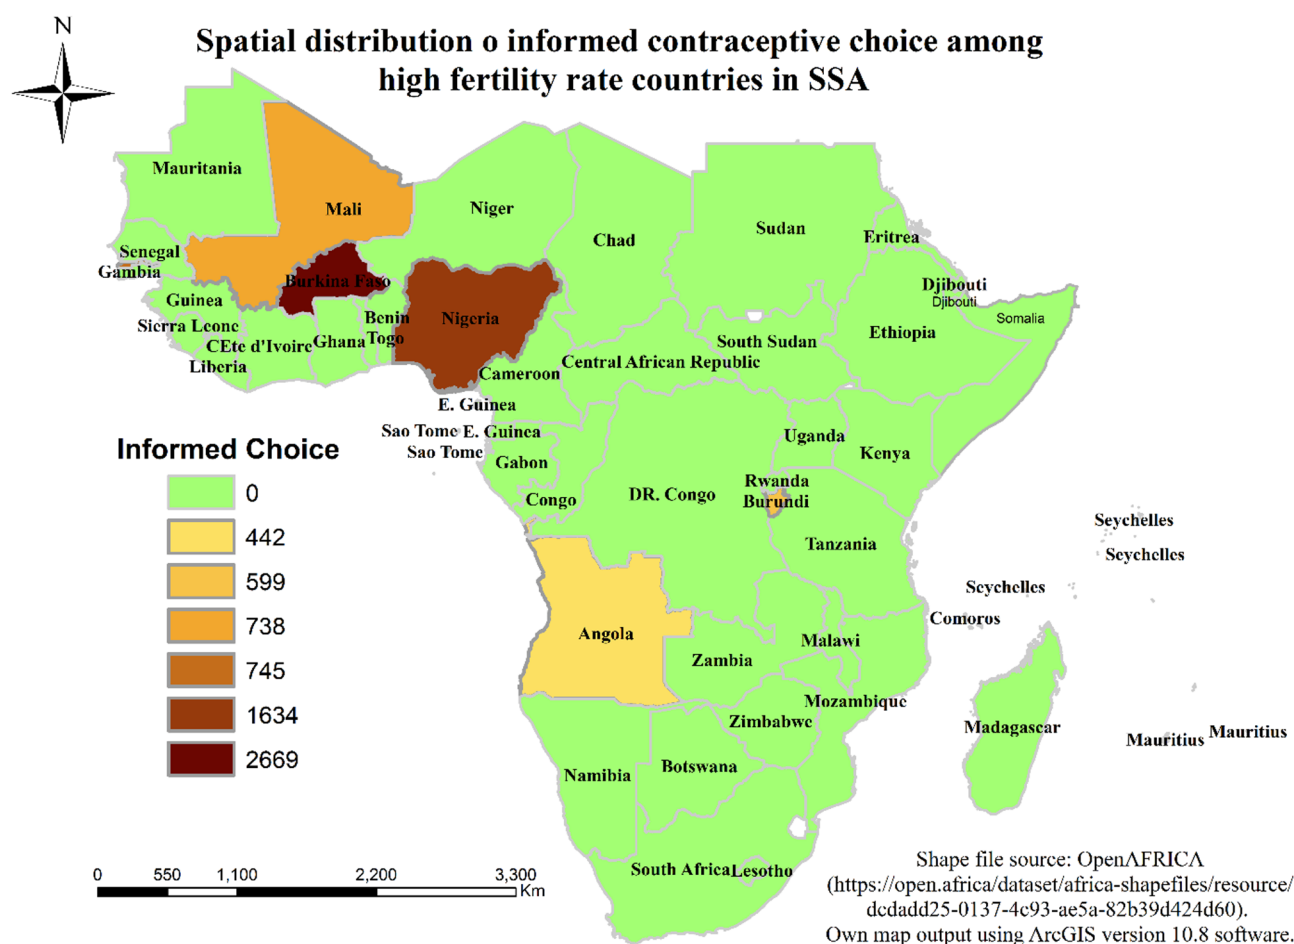 N
Spatial distribution o informed contraceptive choice among
high fertility rate countries in SSA
Mauritania
Mali
Niger
Chad
Sudan
Eritrea
Senegal
Gambia
Burkina Faso
Djibouti
Djibouti
Guinea
Somalia
Sierra Leone
Benin
Nigeria
Ethiopia
CEte d'Ivoire
Ghana
Togo
South Sudan
Liberia
Central African Republic
Cameroon
E. Guinea
Sao Tome
E. Guinea
Uganda
Sao Tome
Kenya
Gabon
Rwanda
DR. Congo
Burundi
Congo
Tanzania
Seychelles
Seychelles
Seychelles
Comoros
Angola
Malawi
Zambia
Mozambique
Zimbabwe
Madagascar
Mauritius
Mauritius
Namibia
Botswana
South Africa
Lesotho
Informed Choice
0
442
599
738
745
1634
2669
0 550 1,100 2,200 3,300
Km
Shape file source: OpenAFRICA
(https://open.africa/dataset/africa-shapefiles/resource/
dcdadd25-0137-4c93-ae5a-82b39d424d60).
Own map output using ArcGIS version 10.8 software.